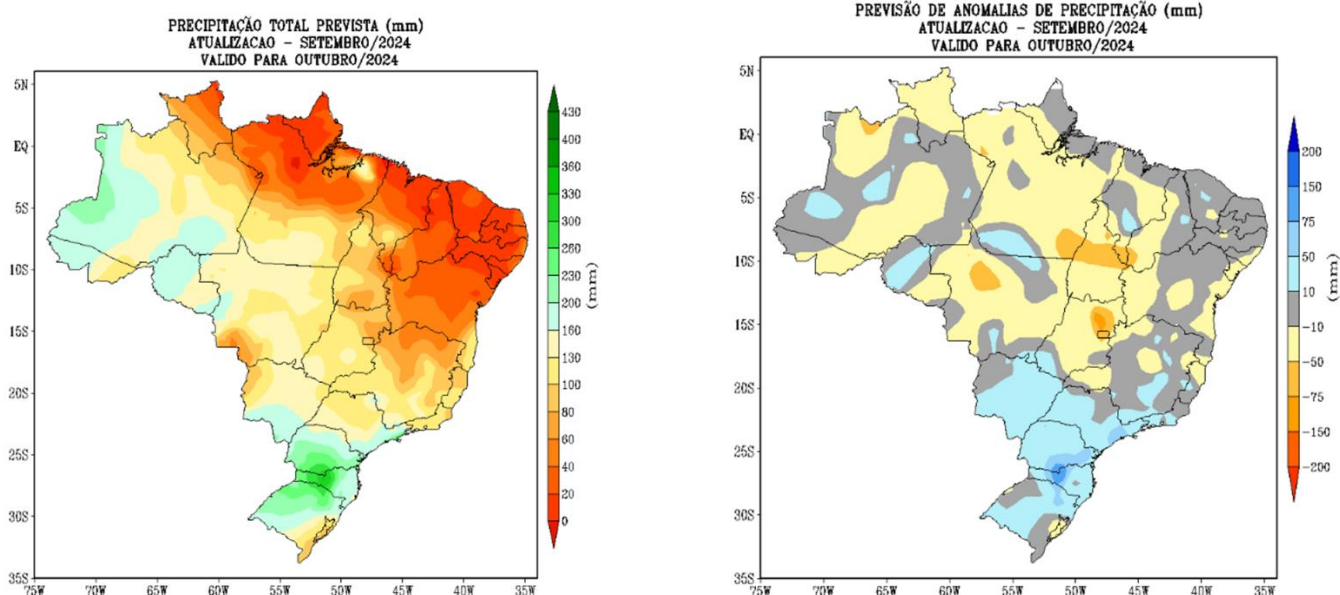 PRECIPITAÇÃO TOTAL PREVISTA (mm)
ATUALIZACAO - SETEMBRO/2024
VALIDO PARA OUTUBRO/2024
5N
EQ
5S
10S
15S
20S
25S
30S
35S
75W
70W
65W
60W
55W
50W
45W
40W
35W
430
400
360
330
300
260
230
200
160
130
100
80
60
40
20
0
(mm)
PREVISÃO DE ANOMALIAS DE PRECIPITAÇÃO (mm)
ATUALIZACAO - SETEMBRO/2024
VALIDO PARA OUTUBRO/2024
5N
EQ
5S
10S
15S
20S
25S
30S
35S
75W
70W
65W
60W
55W
50W
45W
40W
35W
200
150
75
50
10
-10
-50
-75
-150
-200
(mm)